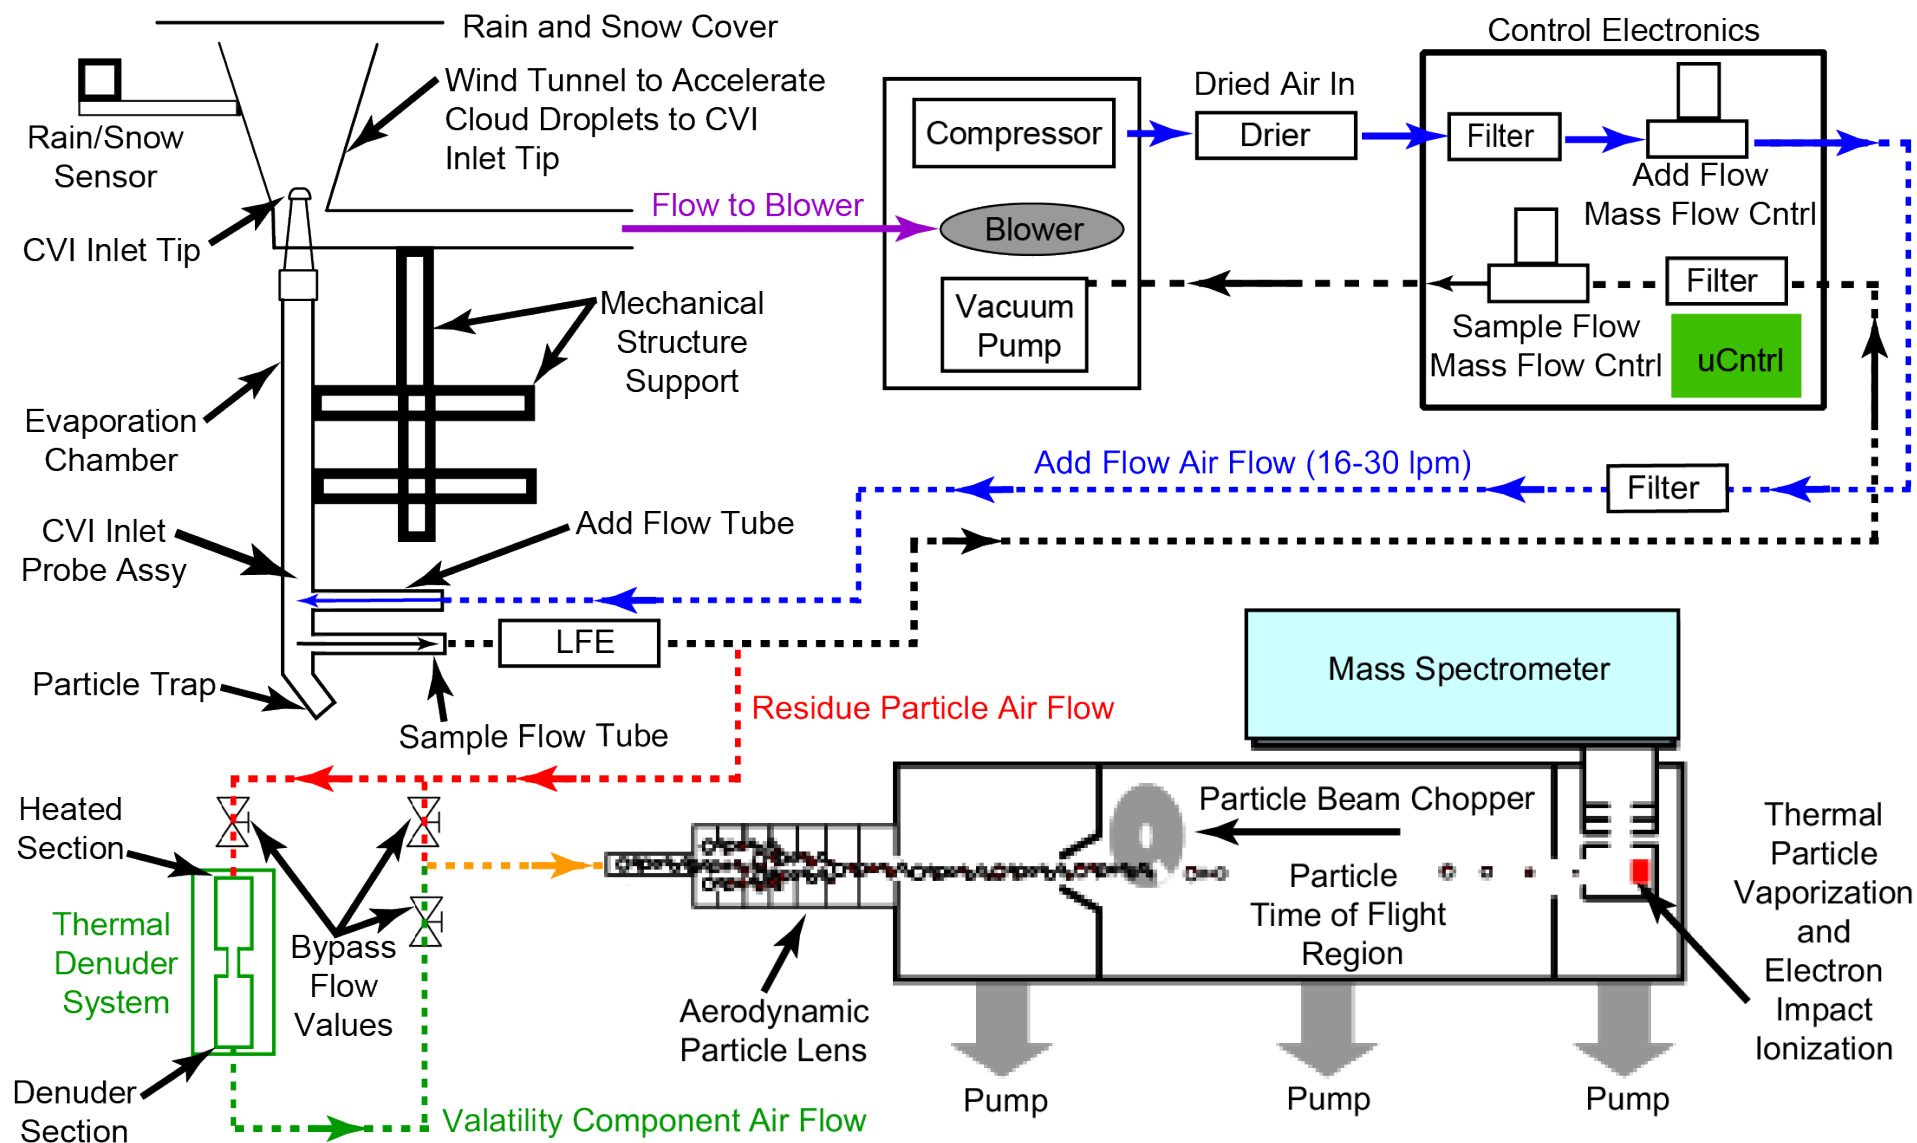 Rain and Snow Cover
Wind Tunnel to Accelerate
Cloud Droplets to CVI
Inlet Tip
Rain/Snow
Sensor
CVI Inlet Tip
Flow to Blower
Compressor
Blower
Vacuum
Pump
Dried Air In
Drier
Control Electronics
Filter
Add Flow
Mass Flow Cntrl
Filter
Sample Flow
Mass Flow Cntrl
uCntrl
Mechanical
Structure
Support
Evaporation
Chamber
Add Flow Air Flow (16-30 lpm)
Filter
CVI Inlet
Probe Assy
Add Flow Tube
LFE
Particle Trap
Sample Flow Tube
Residue Particle Air Flow
Mass Spectrometer
Heated
Section
Thermal
Denuder
System
Bypass
Flow
Values
Denuder
Section
Valatility Component Air Flow
Aerodynamic
Particle Lens
Particle Beam Chopper
Particle
Time of Flight
Region
Thermal
Particle
Vaporization
and
Electron
Impact
Ionization
Pump
Pump
Pump